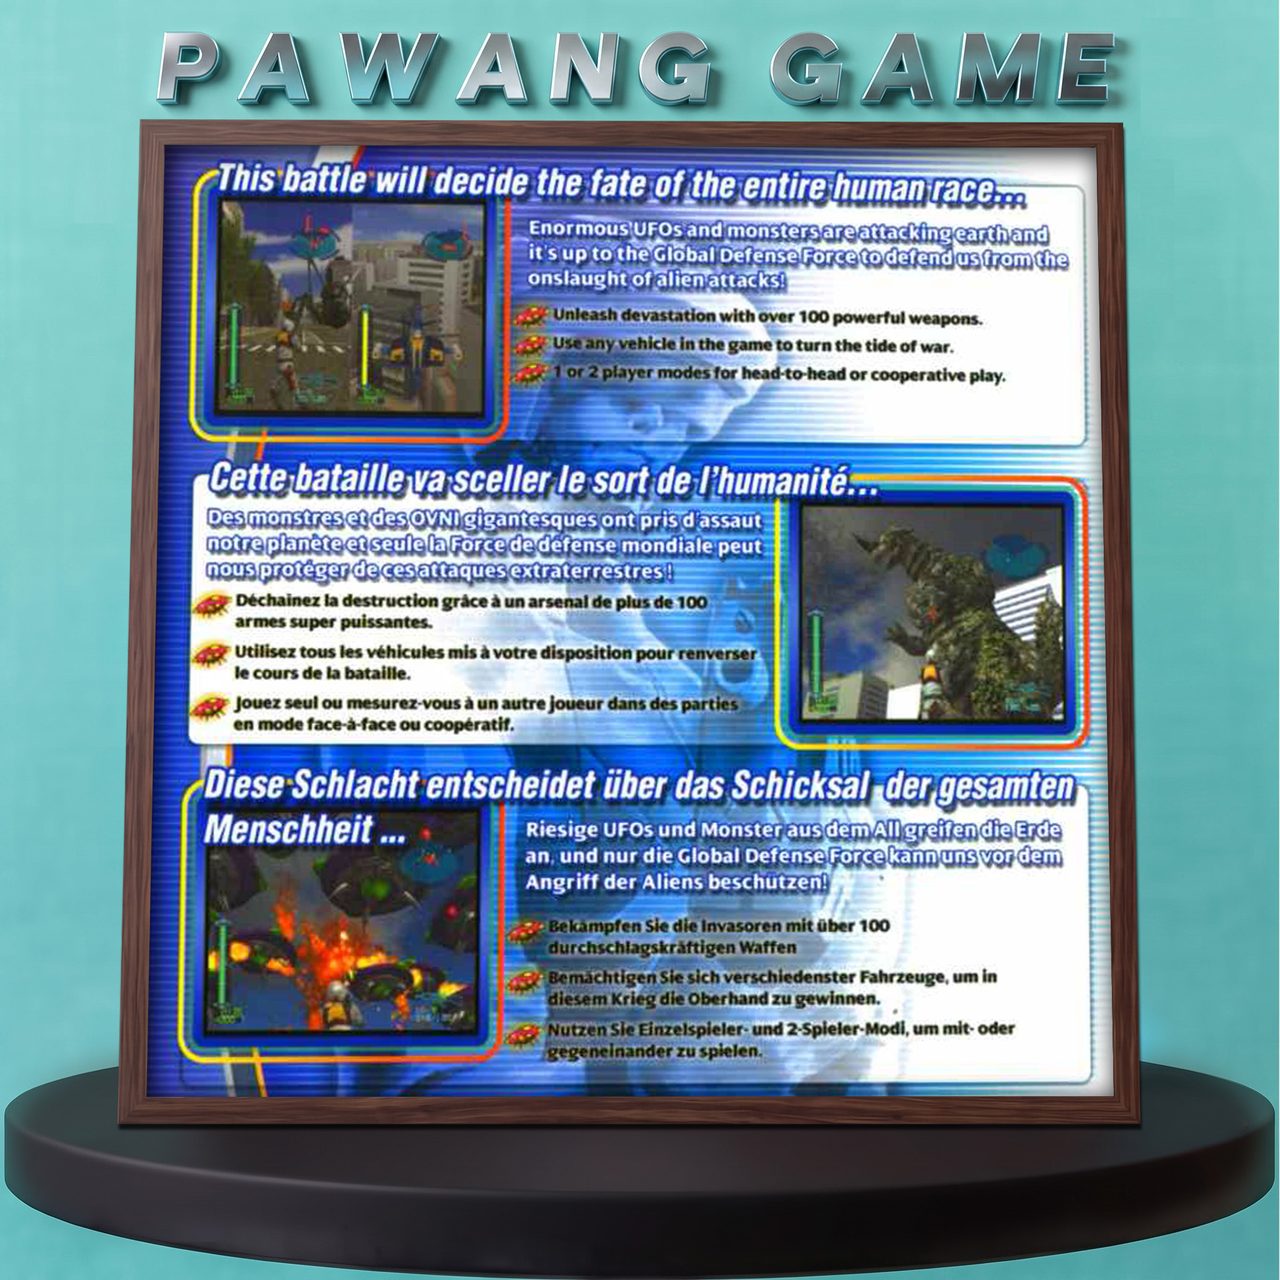 PAWANG GAME
This battle will decide the fate of the entire human race...
Enormous UFOs and monsters are attacking earth and
it's up to the Global Defense Force to defend us from the
onslaught of alien attacks!
Unleash devastation with over 100 powerful weapons.
Use any vehicle in the game to turn the tide of war.
1 or 2 player modes for head-to-head or cooperative play.
Cette bataille va sceller le sort de l'humanité...
Des monstres et des OVNI gigantesques ont pris d'assaut
notre planète et seule la Force de défense mondiale peut
nous protéger de ces attaques extraterrestres !
Déchainez la destruction grâce à un arsenal de plus de 100
armes super puissantes.
Utilisez tous les véhicules mis à votre disposition pour renverser
le cours de la bataille.
Jouez seul ou mesurez-vous à un autre joueur dans des parties
en mode face-à-face ou coopératif.
Diese Schlacht entscheidet über das Schicksal der gesamten
Menschheit ...
Riesige UFOs und Monster aus dem All greifen die Erde
an, und nur die Global Defense Force kann uns vor dem
Angriff der Aliens beschützen!
Bekämpfen Sie die Invasoren mit über 100
durchschlagskräftigen Waffen
Bemächtigen Sie sich verschiedenster Fahrzeuge, um in
diesem Krieg die Oberhand zu gewinnen.
Nutzen Sie Einzelspieler- und 2-Spieler-Modi, um mit- oder
gegeneinander zu spielen.